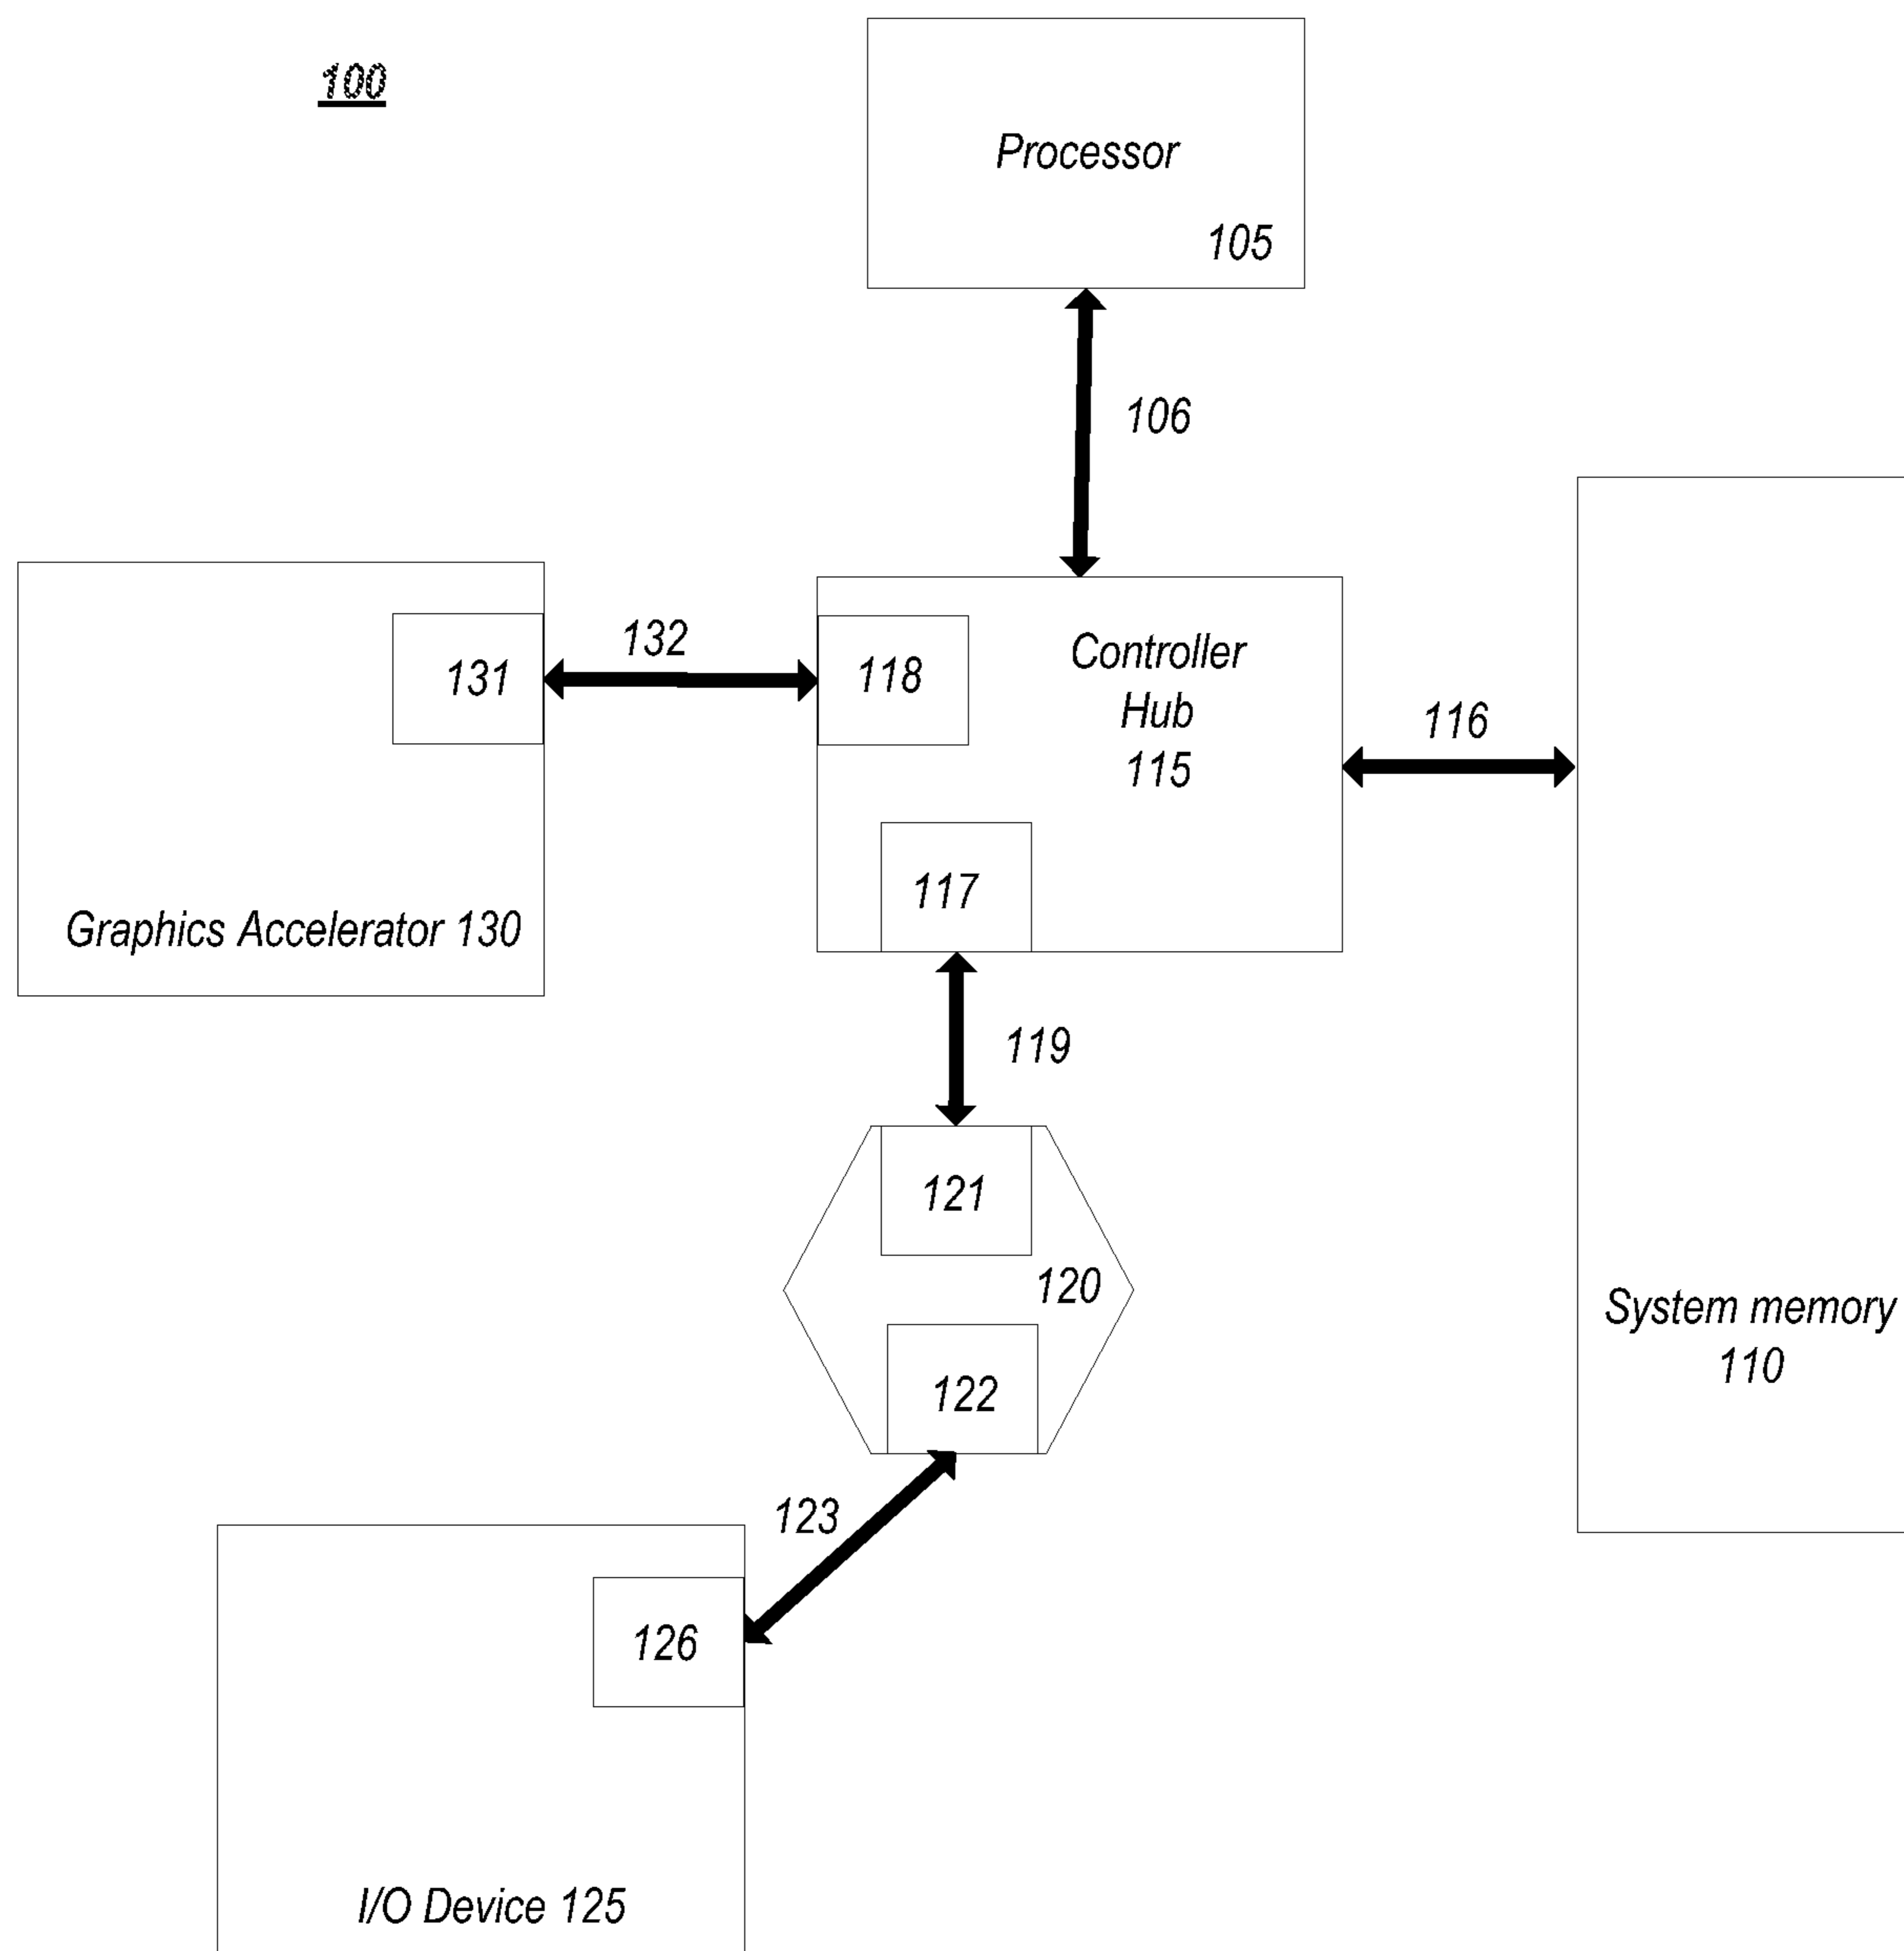 100
Processor
105
106
132
131
118
Controller
Hub
115
116
117
Graphics Accelerator 130
119
121
120
System memory
110
122
123
126
I/O Device 125